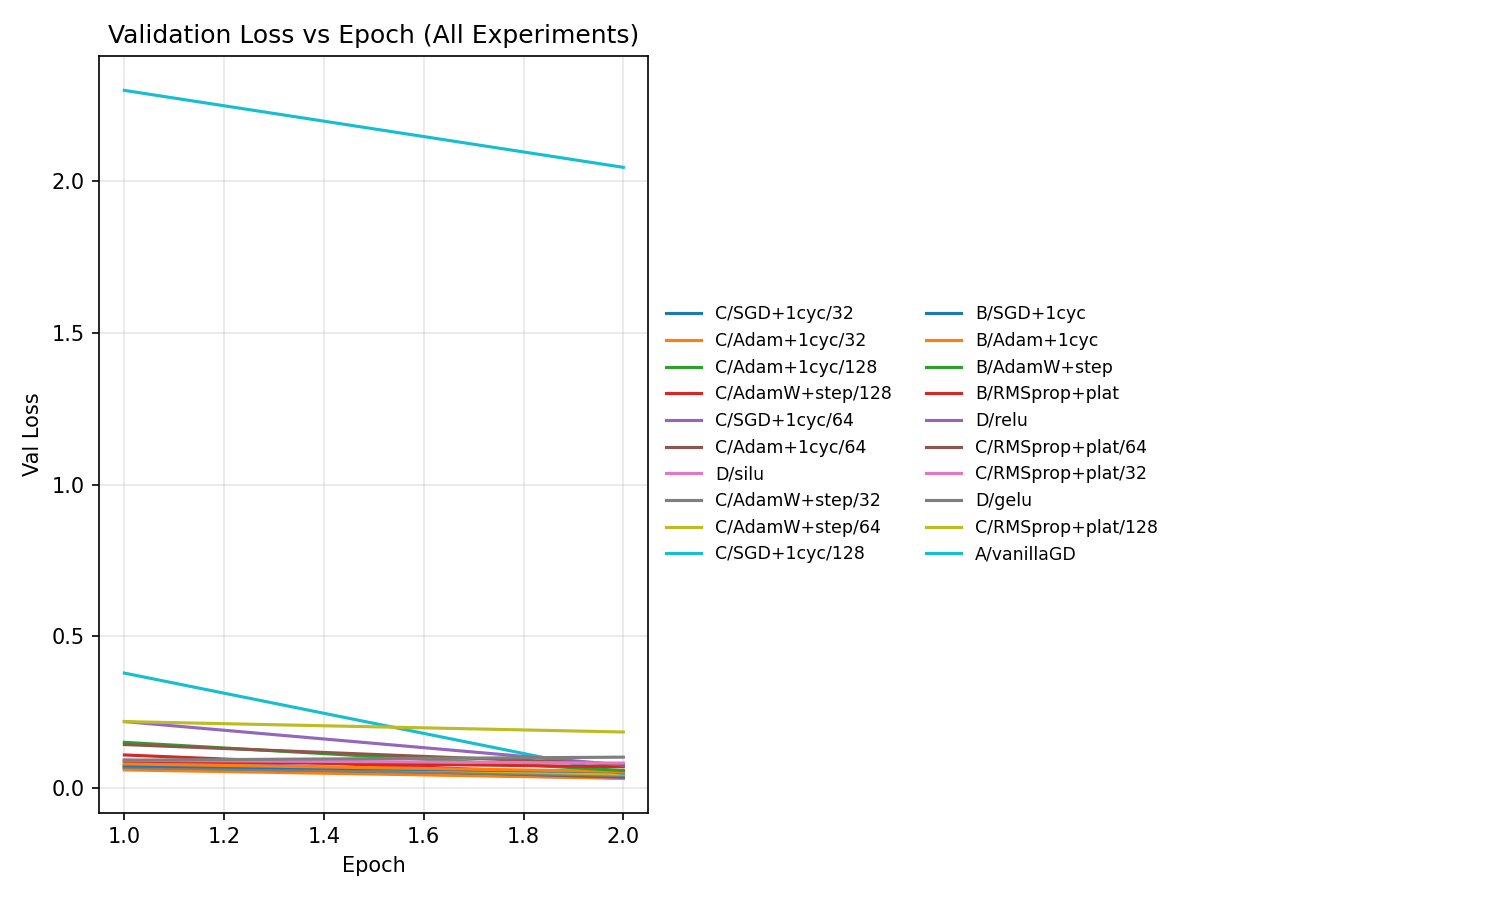 Validation Loss vs Epoch (All Experiments)
Val Loss
2.0
1.5
1.0
0.5
0.0
1.0 1.2 1.4 1.6 1.8 2.0
Epoch
C/SGD+1cyc/32
C/Adam+1cyc/32
C/Adam+1cyc/128
C/AdamW+step/128
C/SGD+1cyc/64
C/Adam+1cyc/64
D/silu
C/AdamW+step/32
C/AdamW+step/64
C/SGD+1cyc/128
B/SGD+1cyc
B/Adam+1cyc
B/AdamW+step
B/RMSprop+plat
D/relu
C/RMSprop+plat/64
C/RMSprop+plat/32
D/gelu
C/RMSprop+plat/128
A/vanillaGD